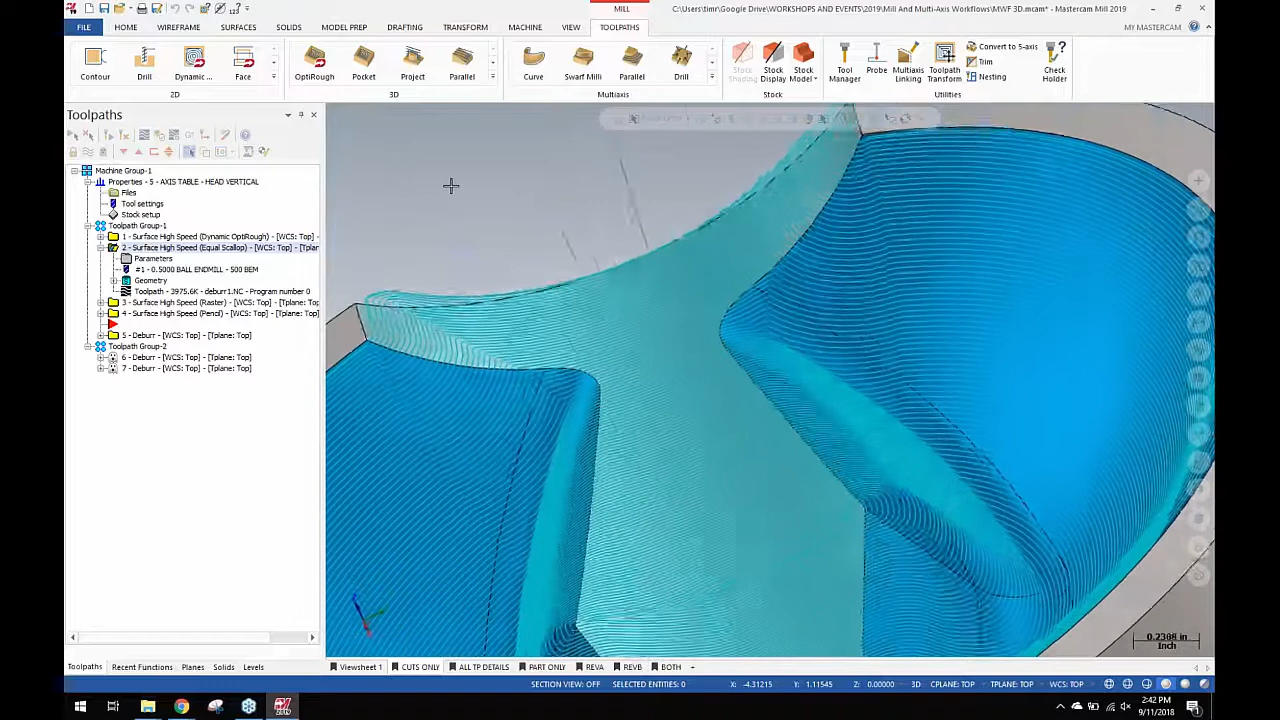 MILL
C:\Users\timr\Google Drive\WORKSHOPS AND EVENTS\2019\Mill And Multi-Axis Workflows\MWF 3D.mcam* - Mastercam Mill 2019
FILE HOME WIREFRAME SURFACES SOLIDS MODEL PREP DRAFTING TRANSFORM MACHINE VIEW TOOLPATHS MY MASTERCAM
Contour Drill Dynamic ... Face
2D
OptiRough Pocket Project Parallel
3D
Curve Swarf Milli Parallel Drill
Multiaxis
Stock Shading Stock Display Stock Model
Stock
Tool Manager Probe Multiaxis Linking Toolpath Transform
Convert to 5-axis
Trim
Nesting
Check Holder
Utilities
Toolpaths
Machine Group-1
Properties - 5 - AXIS TABLE - HEAD VERTICAL
Files
Tool settings
Stock setup
Toolpath Group-1
1 - Surface High Speed (Dynamic OptiRough) - [WCS: Top] - [T
2 - Surface High Speed (Equal Scallop) - [WCS: Top] - [Tplar
Parameters
#1 - 0.5000 BALL ENDMILL - 500 BEM
Geometry
Toolpath - 3975.6K - deburr1.NC - Program number 0
3 - Surface High Speed (Raster) - [WCS: Top] - [Tplane: Top]
4 - Surface High Speed (Pencil) - [WCS: Top] - [Tplane: Top]
5 - Deburr - [WCS: Top] - [Tplane: Top]
Toolpath Group-2
6 - Deburr - [WCS: Top] - [Tplane: Top]
7 - Deburr - [WCS: Top] - [Tplane: Top]
0.2308 in
Inch
Toolpaths Recent Functions Planes Solids Levels
Viewsheet 1 CUTS ONLY ALL TP DETAILS PART ONLY REVA REVB BOTH +
SECTION VIEW: OFF SELECTED ENTITIES: 0 X: -4.31215 Y: 1.11545 Z: 0.00000 3D CPLANE: TOP TPLANE: TOP WCS: TOP
2:42 PM
9/11/2018